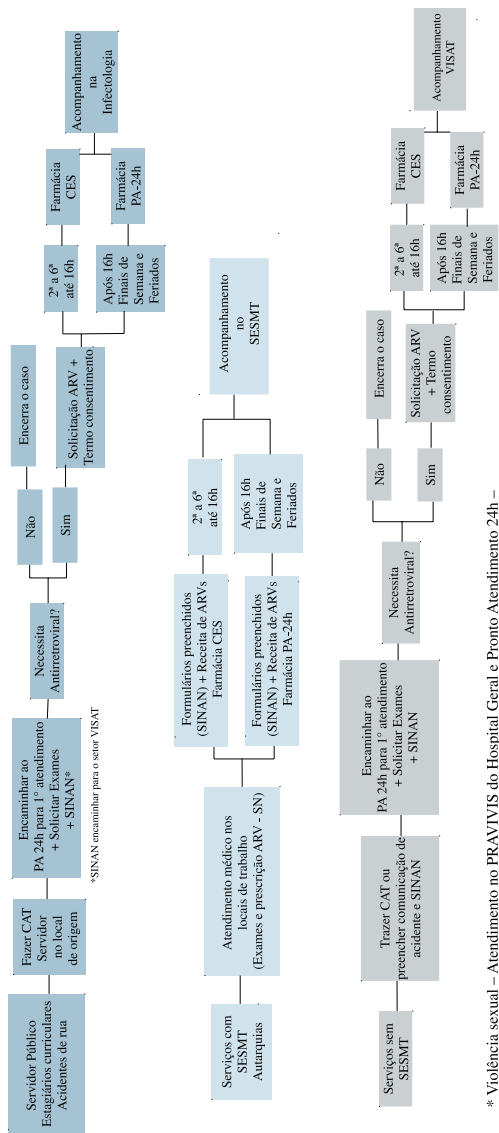 Servidor Público
Estagiários curriculares
Acidentes de rua
Fazer CAT
Servidor
no local
de origem
Encaminhar ao
PA 24h para 1° atendimento
+ Solicitar Exames
+ SINAN*
*SINAN encaminhar para o setor VISAT
Necessita
Antirretroviral?
Não
Encerra o caso
Sim
Solicitação ARV +
Termo consentimento
2ª a 6ª
até 16h
Farmácia
CES
Após 16h
Finais de
Semana e
Feriados
Farmácia
PA-24h
Acompanhamento
na
Infectologia
Serviços com
SESMT
Autarquias
Atendimento médico nos
locais de trabalho
(Exames e prescrição ARV - SN)
Formulários preenchidos
(SINAN) + Receita de ARVs
Farmácia CES
2ª a 6ª
até 16h
Formulários preenchidos
(SINAN) + Receita de ARVs
Farmácia PA-24h
Após 16h
Finais de
Semana e
Feriados
Acompanhamento
no
SESMT
Serviços sem
SESMT
Trazer CAT ou
preencher comunicação de
acidente e SINAN
Encaminhar ao
PA 24h para 1° atendimento
+ Solicitar Exames
+ SINAN
Necessita
Antirretroviral?
Não
Encerra o caso
Sim
Solicitação ARV
+ Termo
consentimento
2ª a 6ª
até 16h
Farmácia
CES
Após 16h
Finais de
Semana e
Feriados
Farmácia
PA-24h
Acompanhamento
VISAT
* Violência sexual – Atendimento no PRAVIVIS do Hospital Geral e Pronto Atendimento 24h –